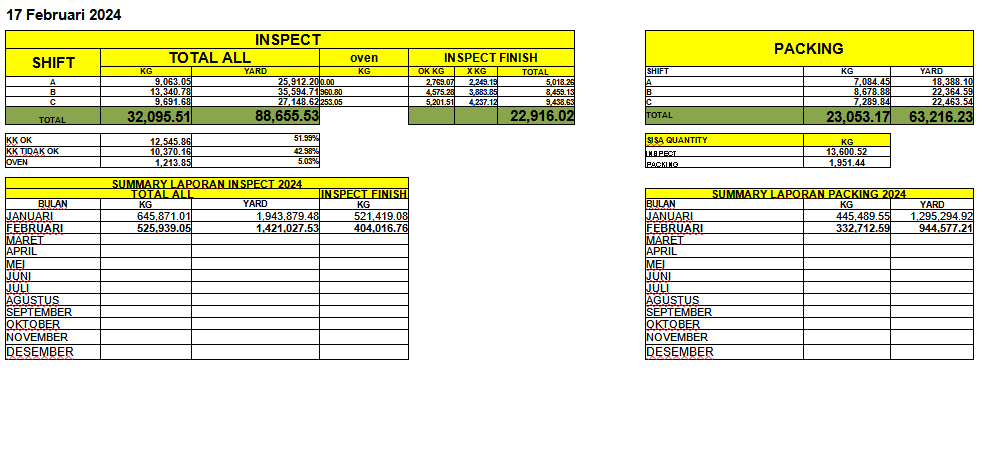 17 Februari 2024
INSPECT
SHIFT TOTAL ALL oven INSPECT FINISH
KG YARD KG OK KG X KG TOTAL
A 9,063.05 25,912.20 0.00 2,769.07 2,249.19 5,018.26
B 13,340.78 35,594.71 960.80 4,575.28 3,883.85 8,459.13
C 9,691.68 27,148.62 253.05 5,201.51 4,237.12 9,438.63
TOTAL 32,095.51 88,655.53 22,916.02
PACKING
SHIFT KG YARD
A 7,084.45 18,388.10
B 8,678.88 22,364.59
C 7,289.84 22,463.54
TOTAL 23,053.17 63,216.23
KK OK 12,545.86 51.99%
KK TIDAK OK 10,370.16 42.98%
OVEN 1,213.85 5.03%
SISA QUANTITY KG
INSPECT 13,600.52
PACKING 1,951.44
SUMMARY LAPORAN INSPECT 2024
TOTAL ALL INSPECT FINISH
BULAN KG YARD KG
JANUARI 645,871.01 1,943,879.48 521,419.08
FEBRUARI 525,939.05 1,421,027.53 404,016.76
MARET
APRIL
MEI
JUNI
JULI
AGUSTUS
SEPTEMBER
OKTOBER
NOVEMBER
DESEMBER
SUMMARY LAPORAN PACKING 2024
BULAN KG YARD
JANUARI 445,489.55 1,295,294.92
FEBRUARI 332,712.59 944,577.21
MARET
APRIL
MEI
JUNI
JULI
AGUSTUS
SEPTEMBER
OKTOBER
NOVEMBER
DESEMBER